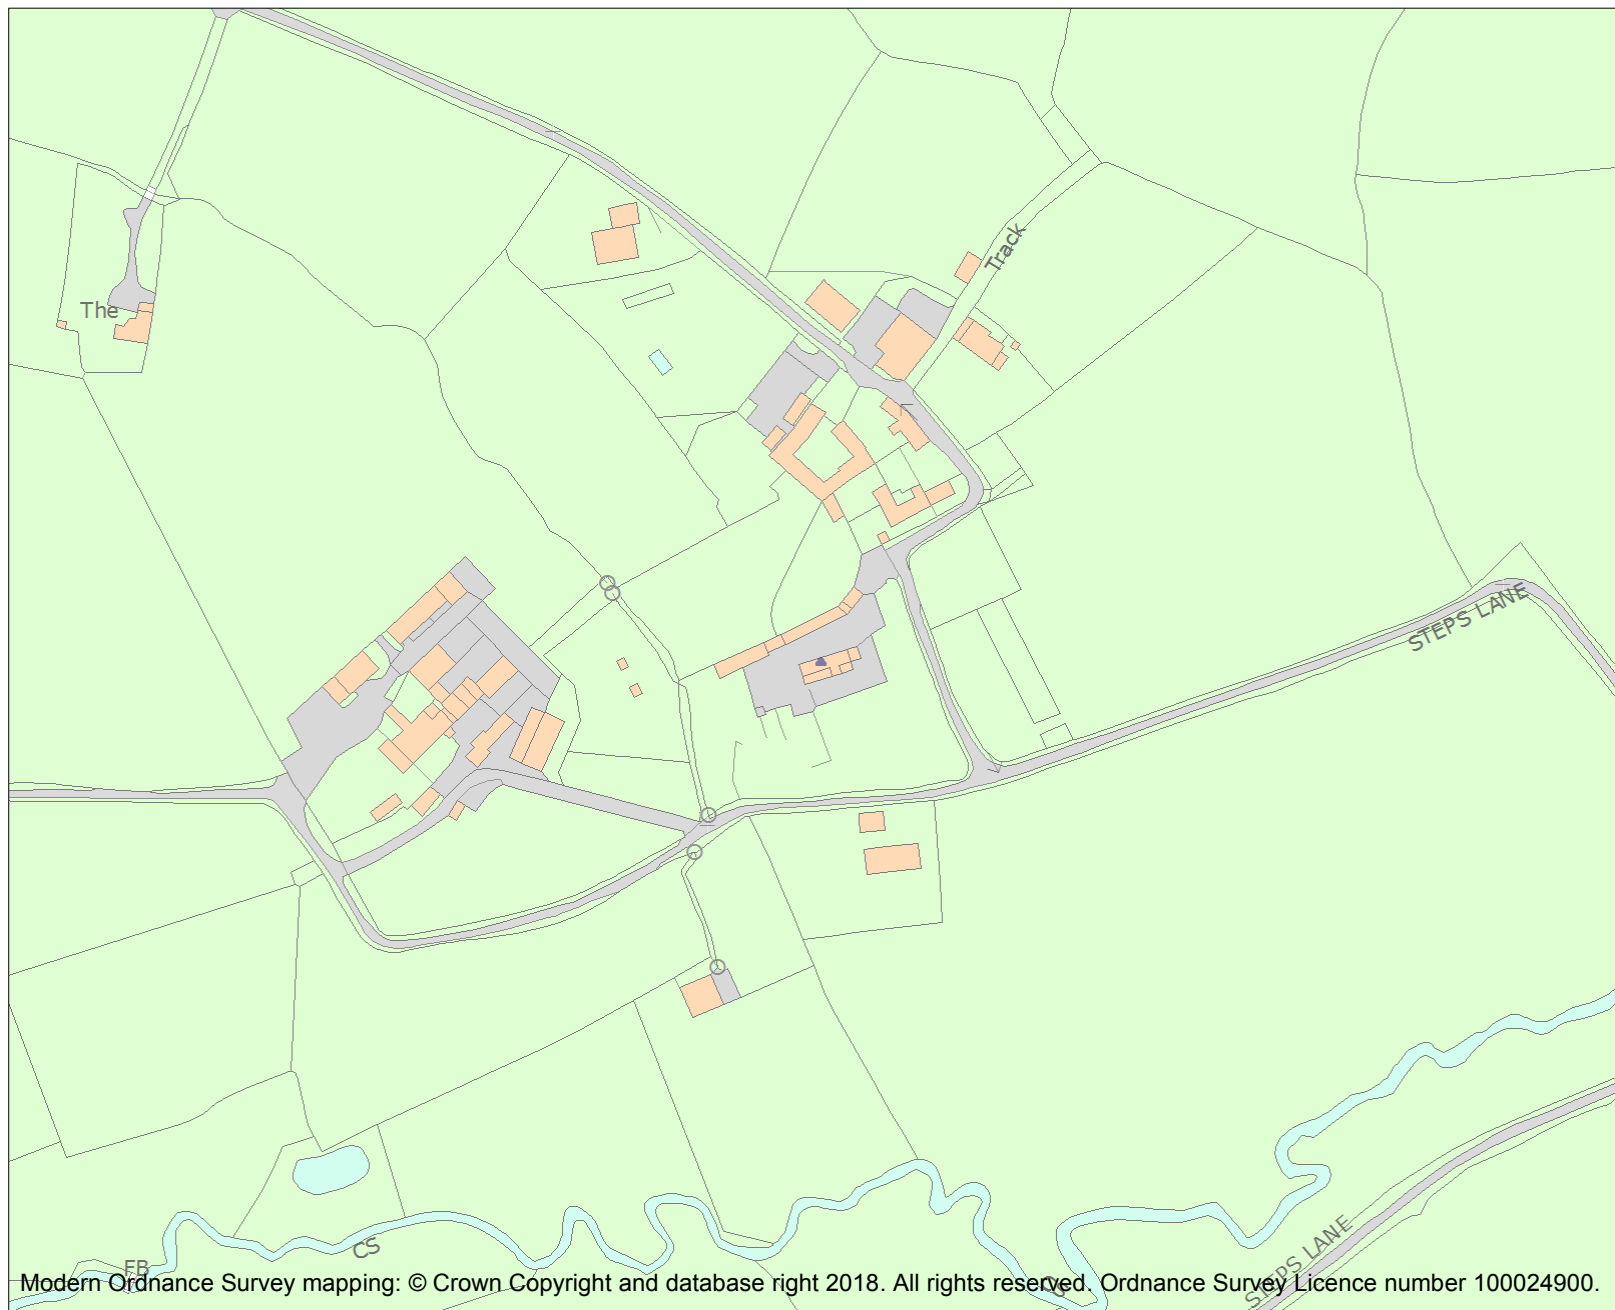 Track
The
STEPS LANE
STEPS LANE
CS
FB
Modern Ordnance Survey mapping: © Crown Copyright and database right 2018. All rights reserved. Ordnance Survey Licence number 100024900.